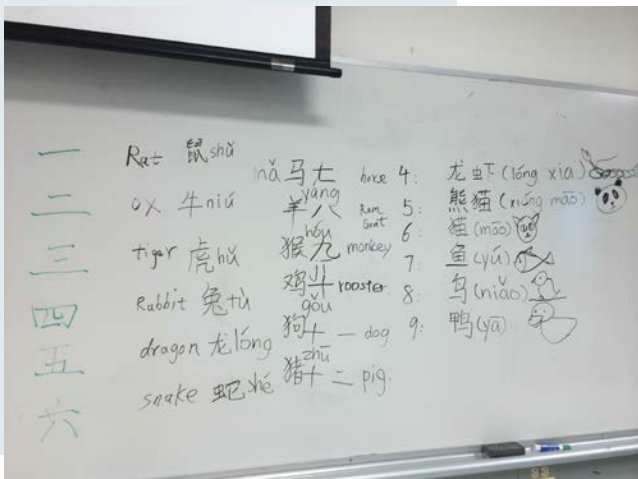 一 Rat 鼠 shǔ
二 ox 牛 niú
三 tiger 虎 hǔ
四 Rabbit 兔 tù
五 dragon 龙 lóng
六 snake 蛇 shé
mǎ 马 七 horse
yáng
羊 八 Ram
Goat
hóu
猴 九 monkey
鸡 十 rooster
gǒu
狗 十一 dog
zhū
猪 十二 pig.
4: 龙虾 (lóng xia)
5: 熊猫 (xióng māo)
6: 猫 (māo)
7: 鱼 (yú)
8: 鸟 (niǎo)
9: 鸭 (yā)